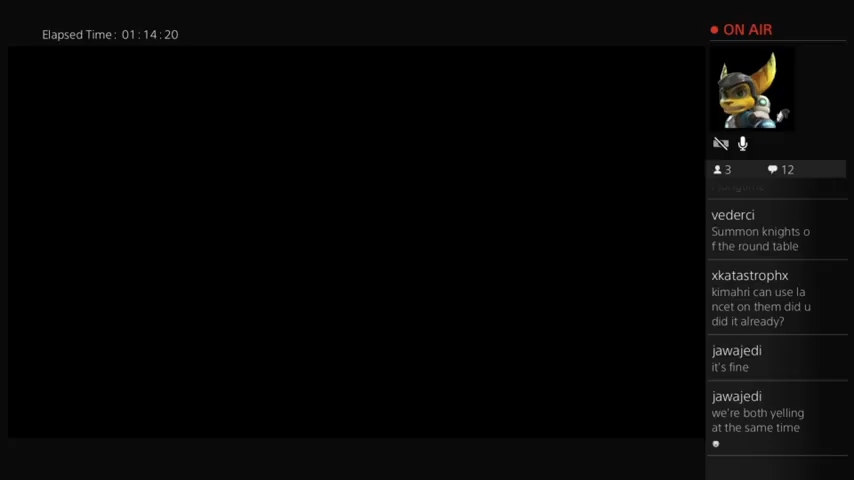 Elapsed Time: 01:14:20
ON AIR
3 12
vederci
Summon knights o
f the round table
xkatastrophx
kimahri can use la
ncet on them did u
did it already?
jawajedi
it's fine
jawajedi
we're both yelling
at the same time